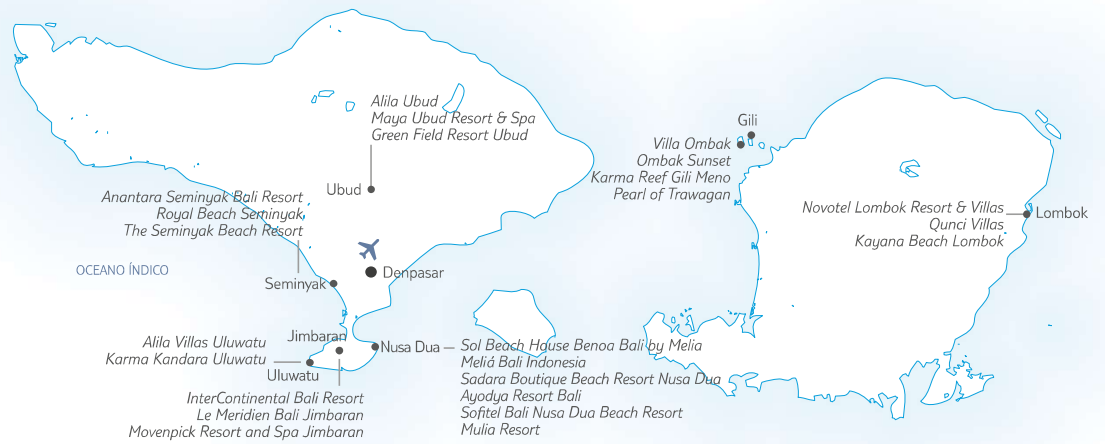 Alila Ubud
Maya Ubud Resort & Spa
Green Field Resort Ubud
Ubud
Anantara Seminyak Bali Resort
Royal Beach Seminyak
The Seminyak Beach Resort
OCEANO ÍNDICO
Denpasar
Seminyak
Alila Villas Uluwatu
Karma Kandara Uluwatu
Jimbaran
Uluwatu
Nusa Dua
InterContinental Bali Resort
Le Meridien Bali Jimbaran
Movenpick Resort and Spa Jimbaran
Sol Beach House Benoa Bali by Melia
Meliá Bali Indonesia
Sadara Boutique Beach Resort Nusa Dua
Ayodya Resort Bali
Sofitel Bali Nusa Dua Beach Resort
Mulia Resort
Gili
Villa Ombak
Ombak Sunset
Karma Reef Gili Meno
Pearl of Trawagan
Novotel Lombok Resort & Villas
Qunci Villas
Kayana Beach Lombok
Lombok